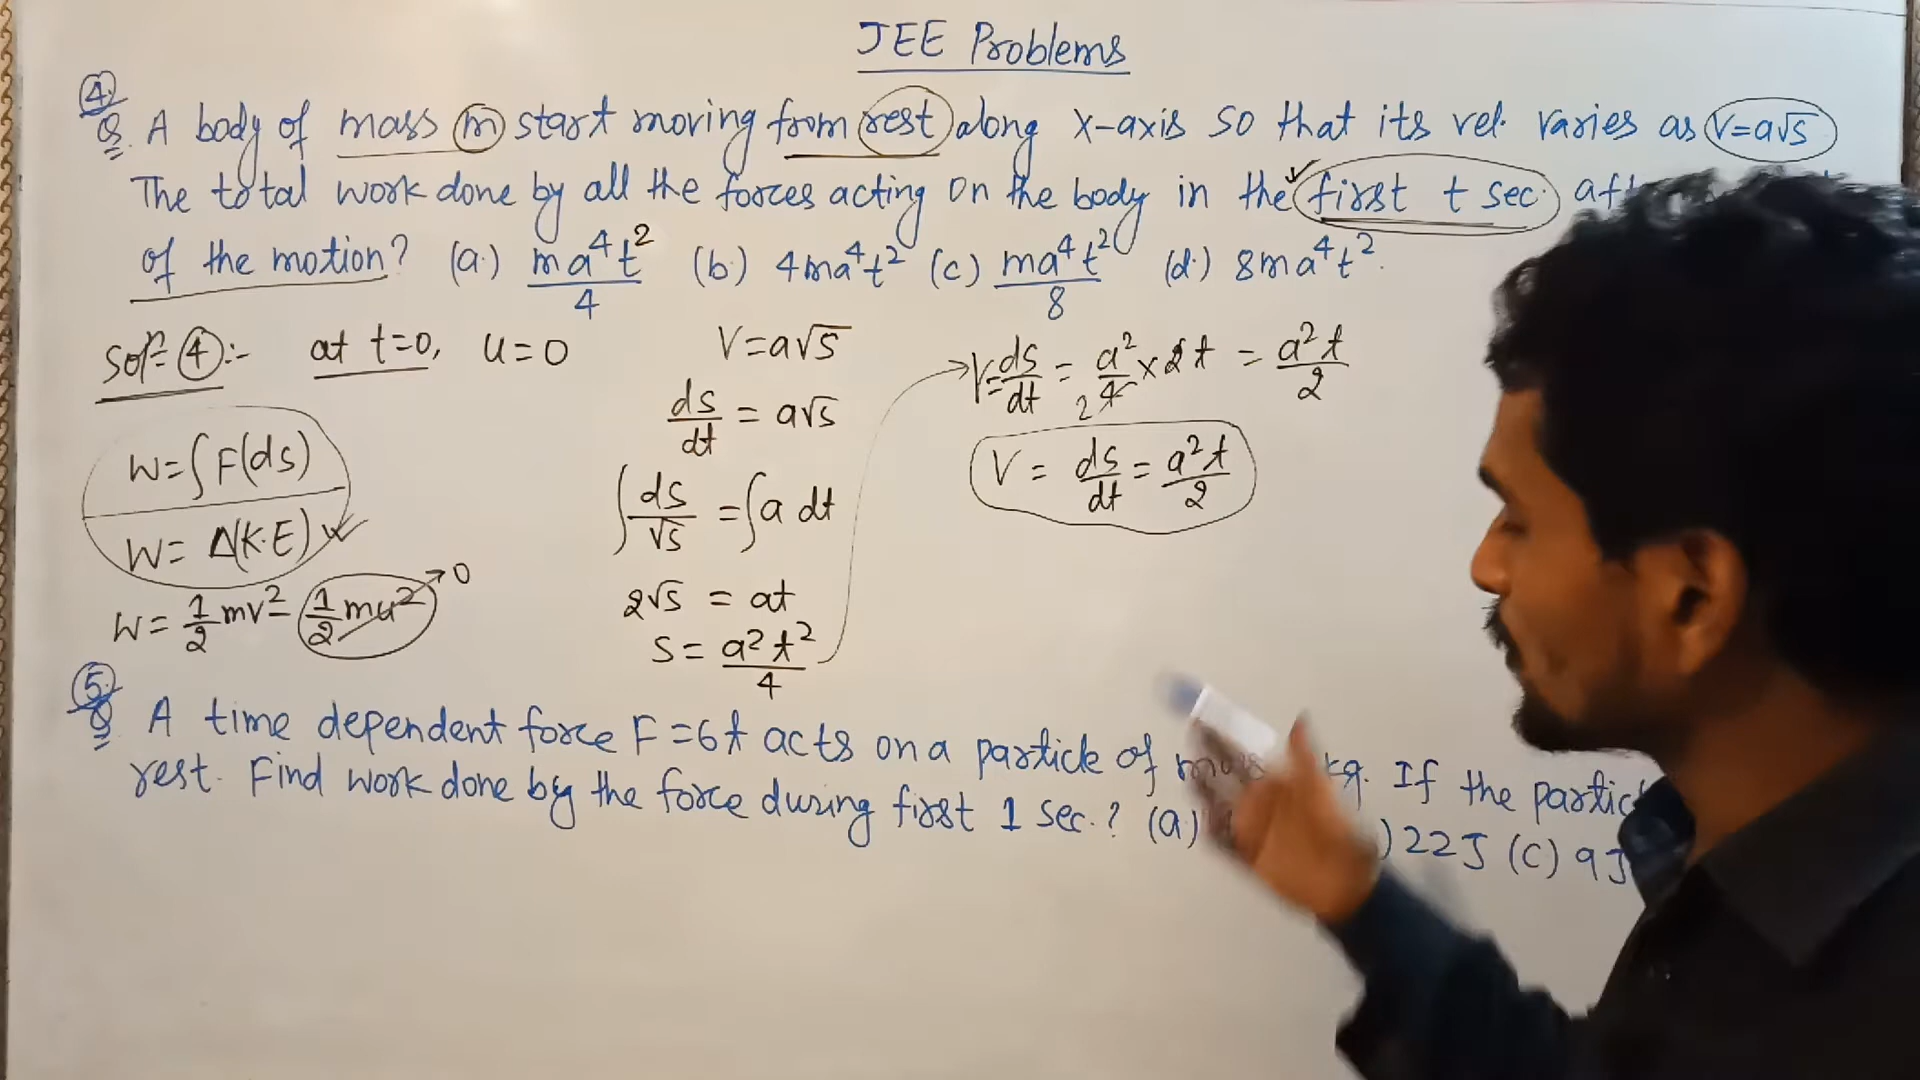 JEE Problems
④
Q. A body of mass m start moving from rest along x-axis so that its vel. varies as v=a√s
The total work done by all the forces acting on the body in the first t sec.
of the motion? (a.) ma⁴t²/4 (b.) 4ma⁴t² (c) ma⁴t²/8 (d.) 8ma⁴t².
Solⁿ ④:- at t=0, u=0
W=∫F(ds)
W= Δ(K.E)
W= 1/2 mv² - 1/2 mu² → 0
V=a√s
ds/dt = a√s
∫ds/√s = ∫a dt
2√s = at
s= a²t²/4
V= ds/dt = a²/4 × 2t = a²t/2
2
V = ds/dt = a²t/2
⑤
Q A time dependent force F=6t acts on a particle of If the
rest. Find work done by the force during first 1 sec.? (a.) 22J (c) 9J